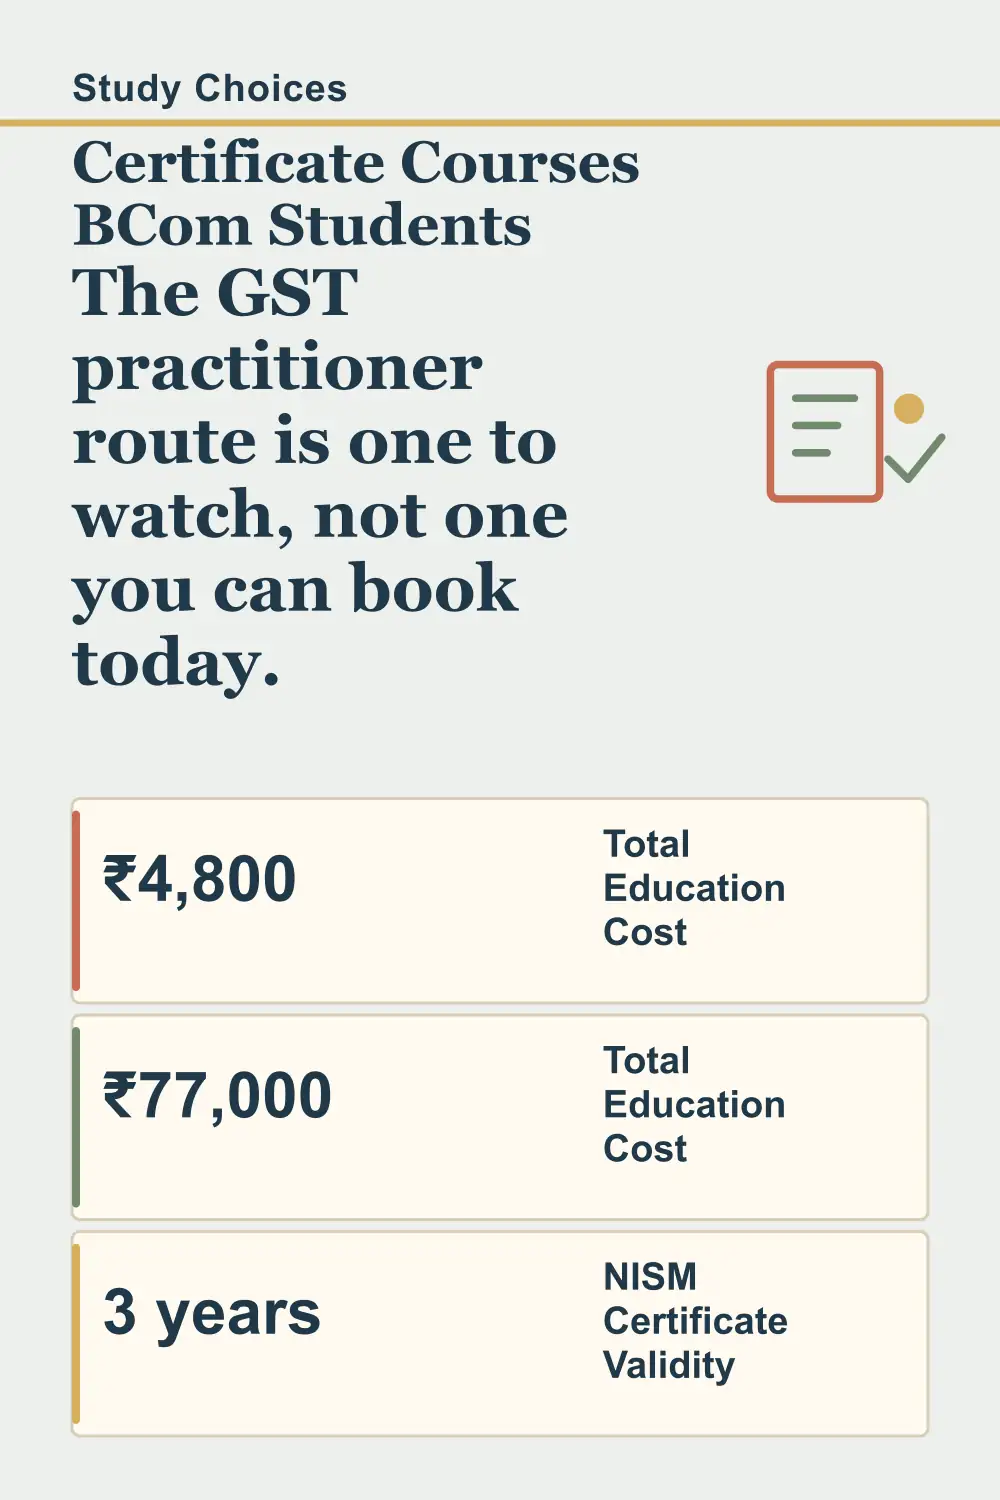 Study Choices
Certificate Courses
BCom Students
The GST
practitioner
route is one to
watch, not one
you can book
today.
₹4,800
Total
Education
Cost
₹77,000
Total
Education
Cost
3 years
NISM
Certificate
Validity